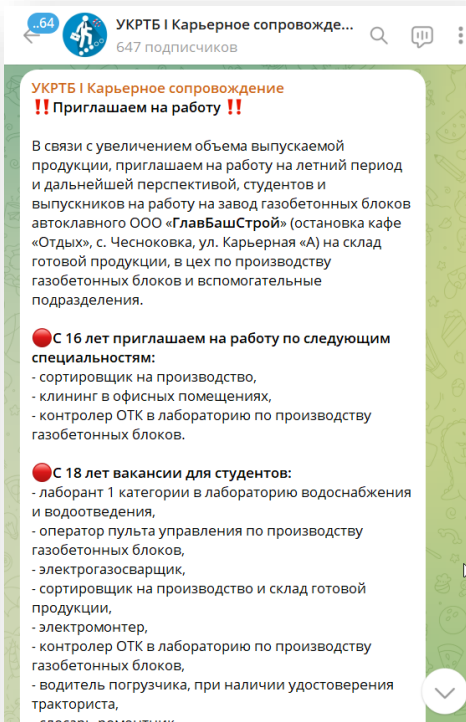 ..64
УКРТБ I Карьерное сопровожде...
647 подписчиков
УКРТБ I Карьерное сопровождение
‼️Приглашаем на работу ‼️
В связи с увеличением объема выпускаемой
продукции, приглашаем на работу на летний период
и дальнейшей перспективой, студентов и
выпускников на работу на завод газобетонных блоков
автоклавного ООО «ГлавБашСтрой» (остановка кафе
«Отдых», с. Чесноковка, ул. Карьерная «А) на склад
готовой продукции, в цех по производству
газобетонных блоков и вспомогательные
подразделения.
🔴С 16 лет приглашаем на работу по следующим
специальностям:
- сортировщик на производство,
- клининг в офисных помещениях,
- контролер ОТК в лабораторию по производству
газобетонных блоков.
🔴С 18 лет вакансии для студентов:
- лаборант 1 категории в лабораторию водоснабжения
и водоотведения,
- оператор пульта управления по производству
газобетонных блоков,
- электрогазосварщик,
- сортировщик на производство и склад готовой
продукции,
- электромонтер,
- контролер ОТК в лабораторию по производству
газобетонных блоков,
- водитель погрузчика, при наличии удостоверения
тракториста,